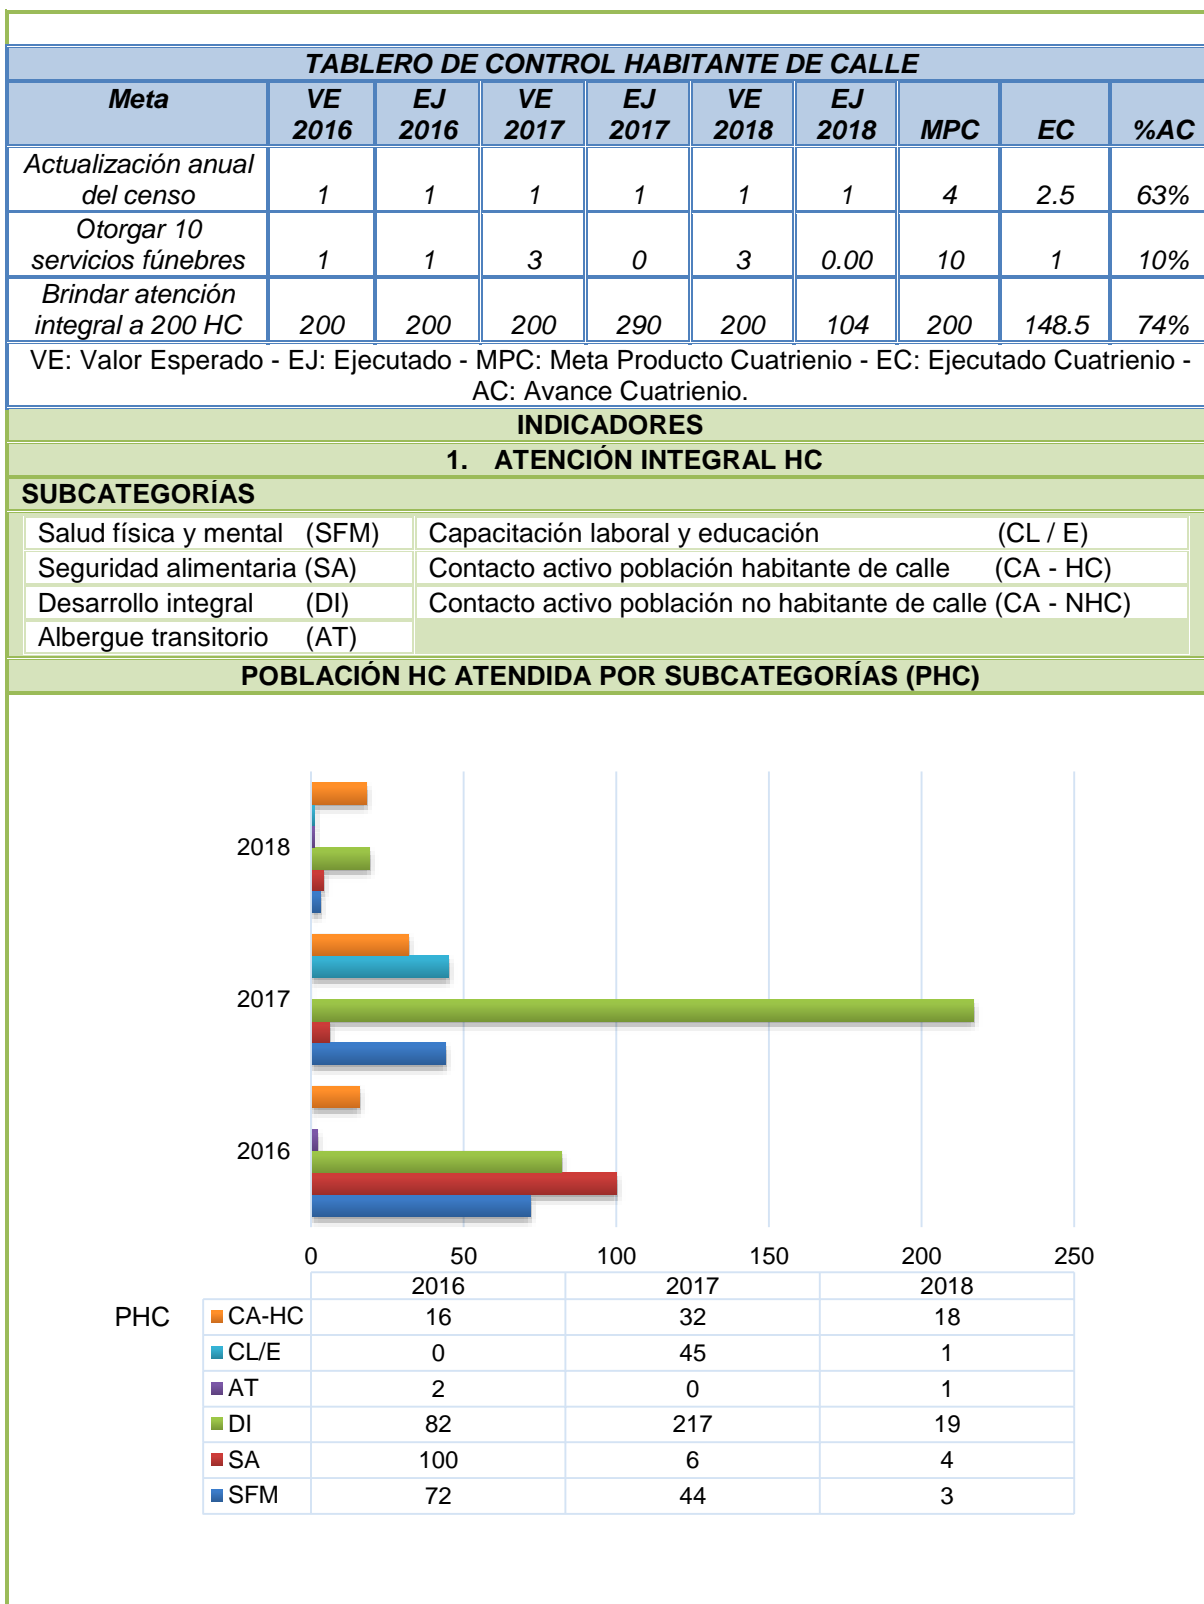 TABLERO DE CONTROL HABITANTE DE CALLE
Meta VE 2016 EJ 2016 VE 2017 EJ 2017 VE 2018 EJ 2018 MPC EC %AC
Actualización anual del censo 1 1 1 1 1 1 4 2.5 63%
Otorgar 10 servicios fúnebres 1 1 3 0 3 0.00 10 1 10%
Brindar atención integral a 200 HC 200 200 200 290 200 104 200 148.5 74%
VE: Valor Esperado - EJ: Ejecutado - MPC: Meta Producto Cuatrienio - EC: Ejecutado Cuatrienio -
AC: Avance Cuatrienio.
INDICADORES
1. ATENCIÓN INTEGRAL HC
SUBCATEGORÍAS
Salud física y mental (SFM) Capacitación laboral y educación (CL / E)
Seguridad alimentaria (SA) Contacto activo población habitante de calle (CA - HC)
Desarrollo integral (DI) Contacto activo población no habitante de calle (CA - NHC)
Albergue transitorio (AT)
POBLACIÓN HC ATENDIDA POR SUBCATEGORÍAS (PHC)
2018
2017
2016
0 50 100 150 200 250
2016 2017 2018
PHC CA-HC 16 32 18
CL/E 0 45 1
AT 2 0 1
DI 82 217 19
SA 100 6 4
SFM 72 44 3